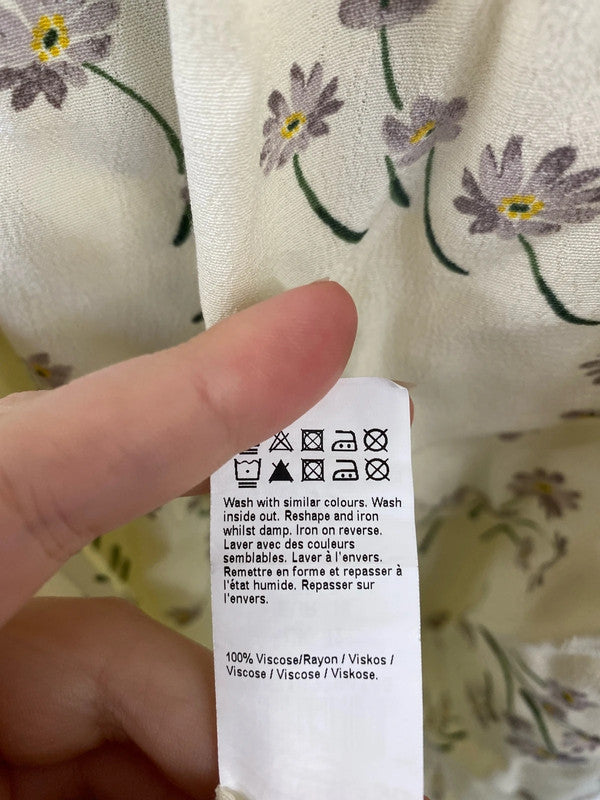 Wash with similar colours. Wash
inside out. Reshape and iron
whilst damp. Iron on reverse.
Laver avec des couleurs
semblables. Laver à l'envers.
Remettre en forme et repasser à
l'état humide. Repasser sur
l'envers.
100% Viscose/Rayon / Viskos /
Viscose / Viscose / Viskose.